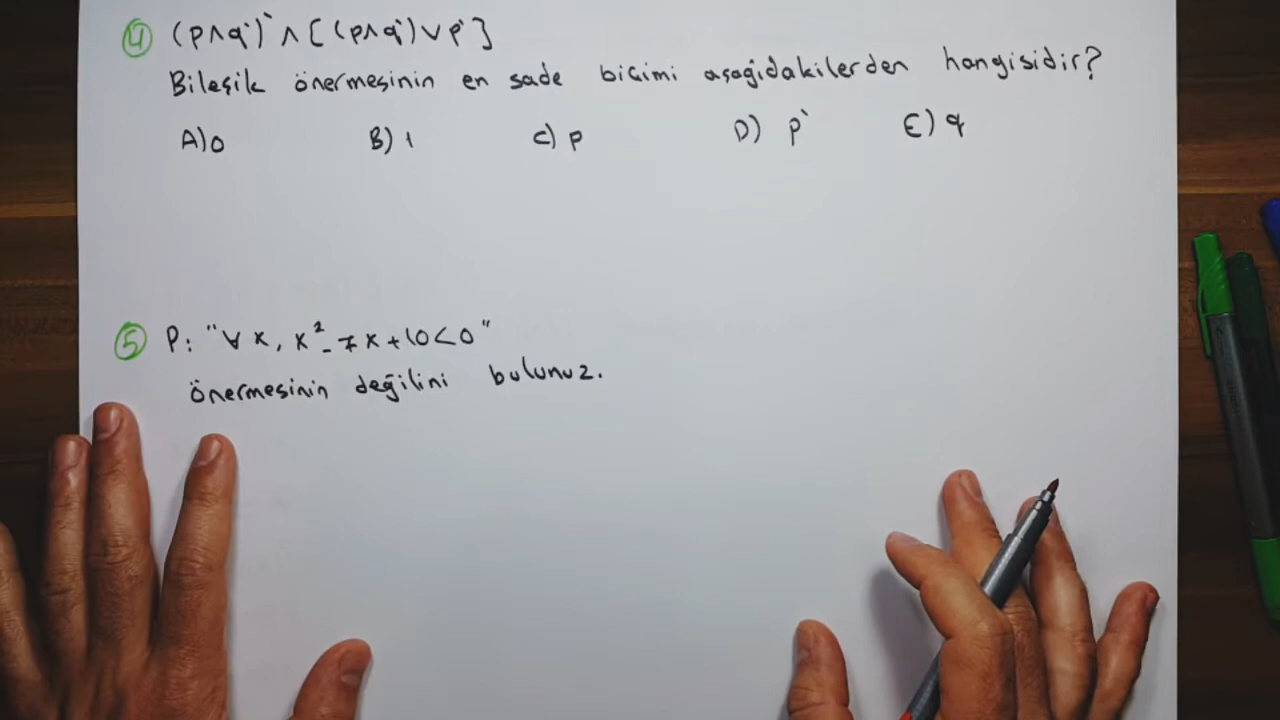 4 (p∧q')' ∧ [(p∧q')∨p']
Bileşik önermesinin en sade biçimi aşağıdakilerden hangisidir?
A) 0 B) 1 C) p D) p' E) q
5 P: "∀x, x²-7x+10<0"
önermesinin değilini bulunuz.